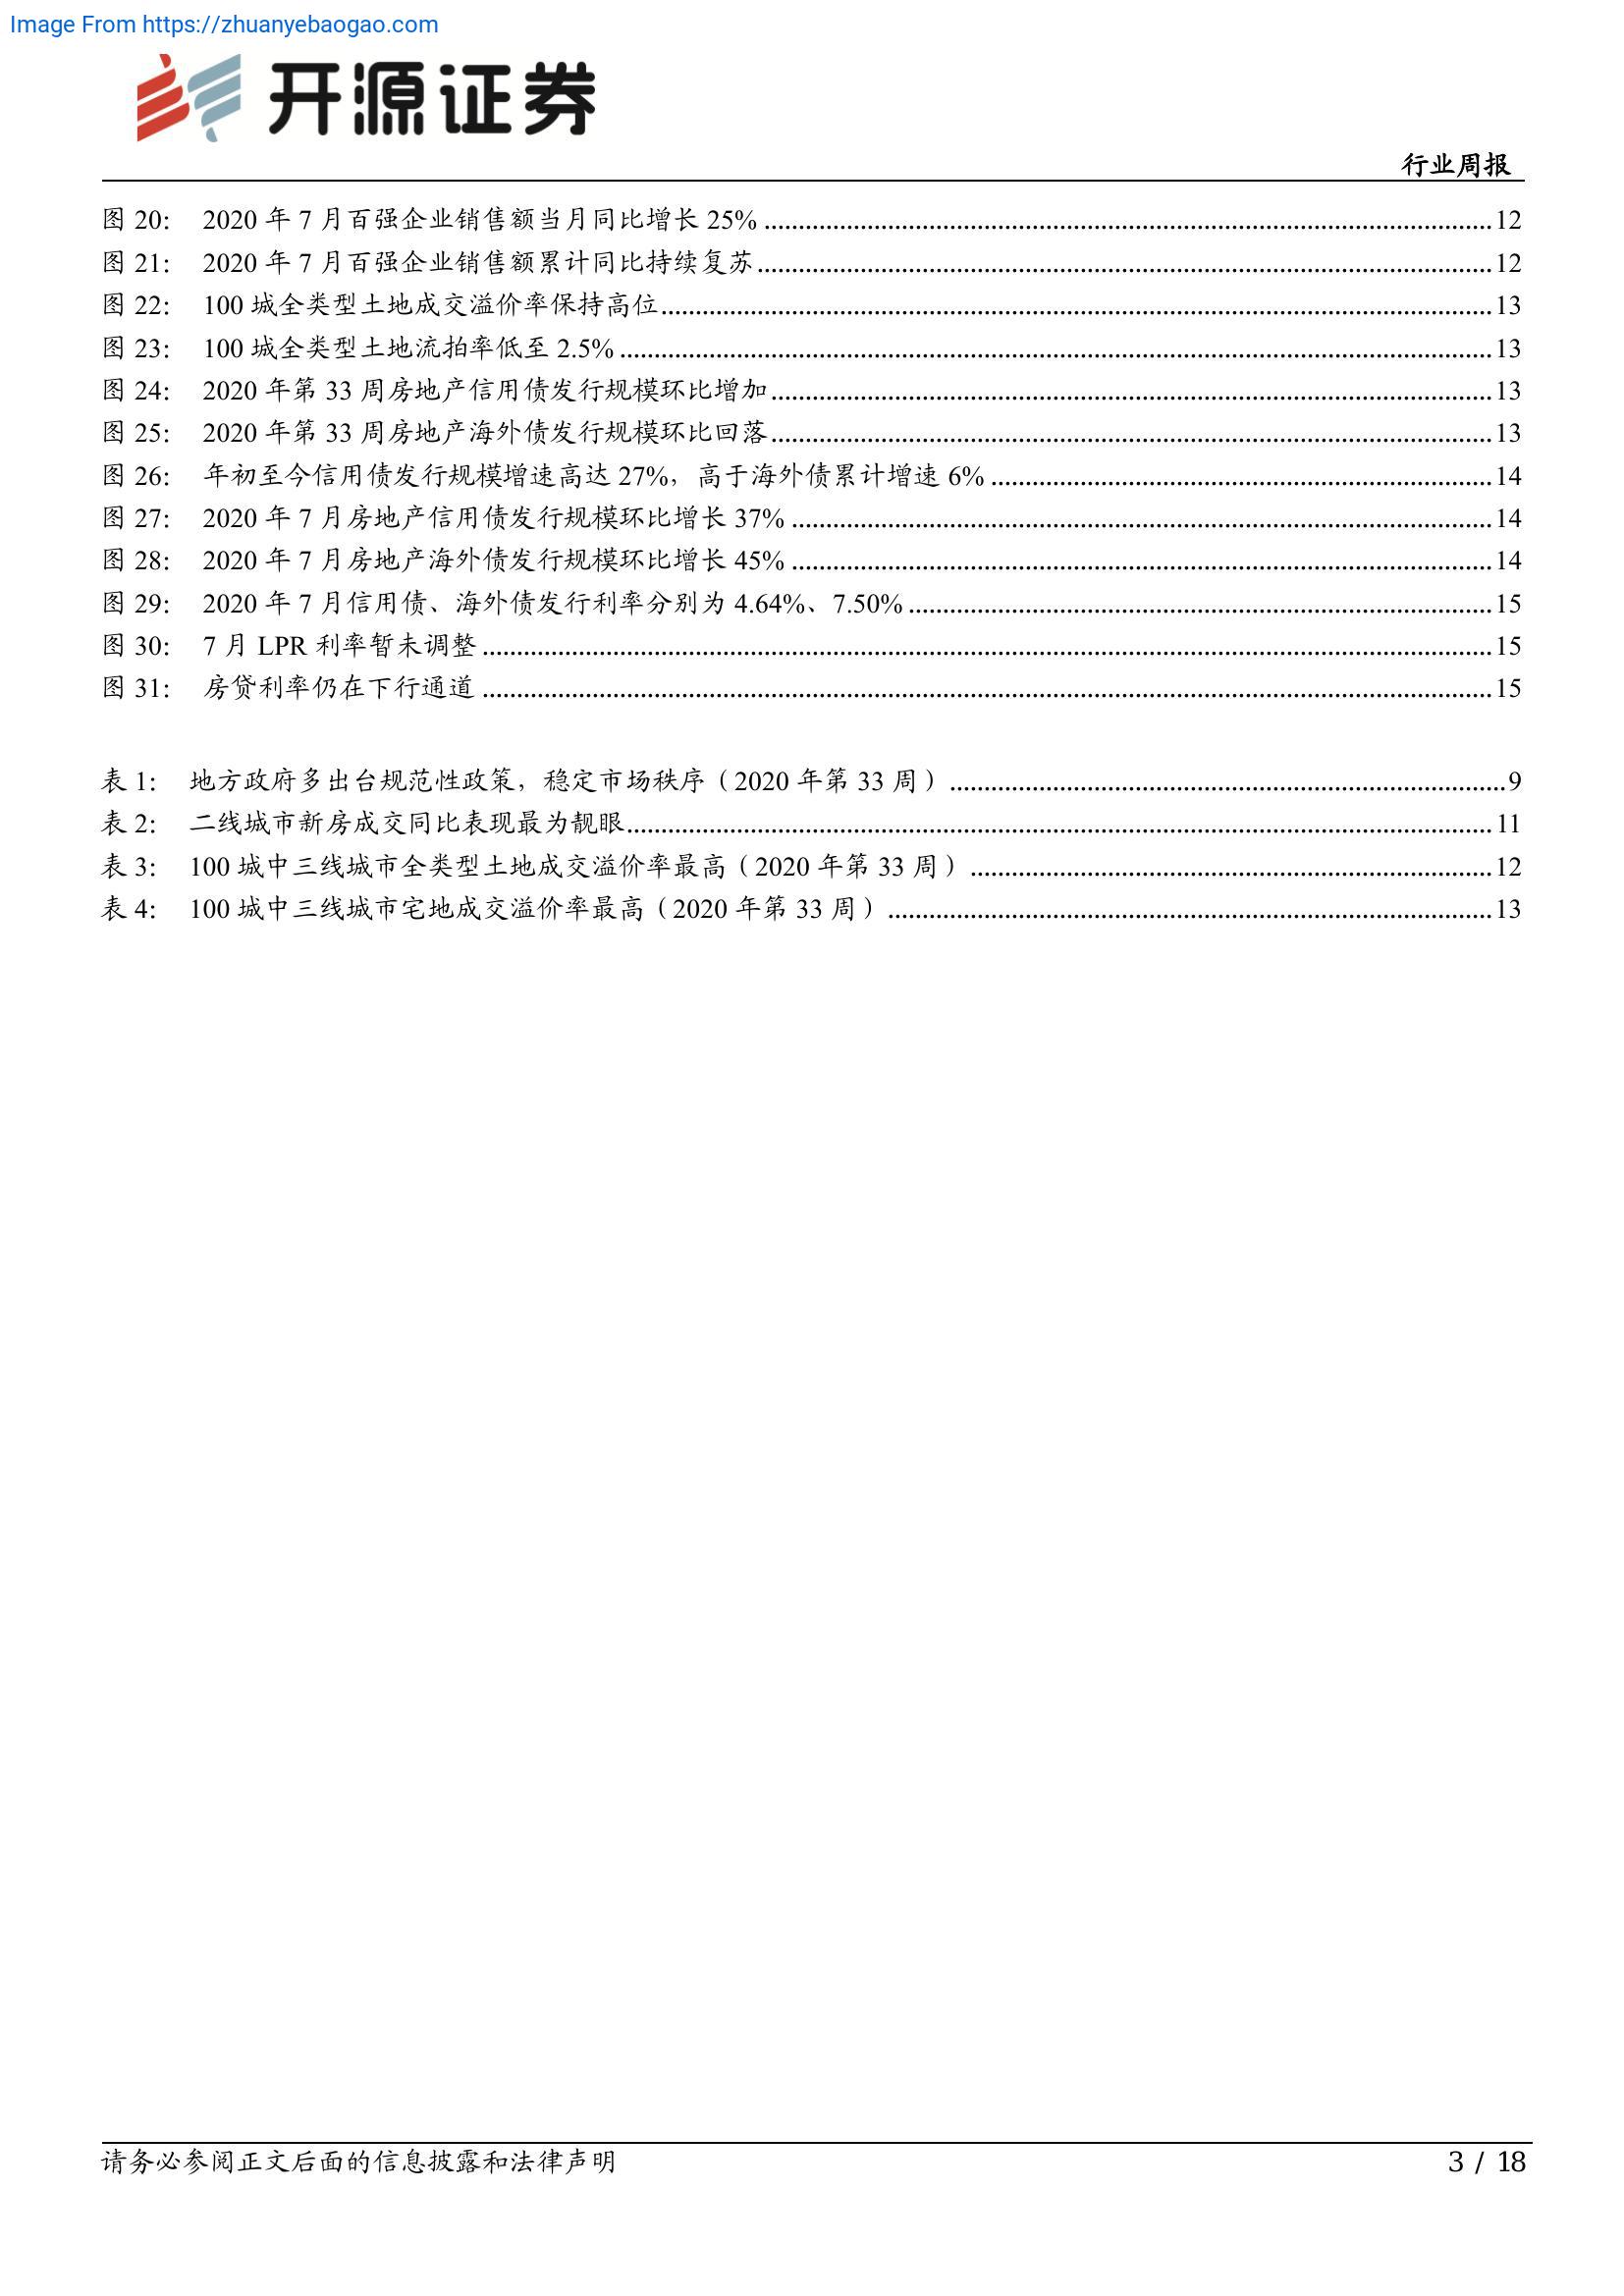 Image From https://zhuanyebaogao.com
开源证券
行业周报
图 20： 2020 年 7 月百强企业销售额当月同比增长 25% ........ 12
图 21： 2020 年 7 月百强企业销售额累计同比持续复苏 ........ 12
图 22： 100 城全类型土地成交溢价率保持高位 ........ 13
图 23： 100 城全类型土地流拍率低至 2.5% ........ 13
图 24： 2020 年第 33 周房地产信用债发行规模环比增加 ........ 13
图 25： 2020 年第 33 周房地产海外债发行规模环比回落 ........ 13
图 26： 年初至今信用债发行规模增速高达 27%，高于海外债累计增速 6% ........ 14
图 27： 2020 年 7 月房地产信用债发行规模环比增长 37% ........ 14
图 28： 2020 年 7 月房地产海外债发行规模环比增长 45% ........ 14
图 29： 2020 年 7 月信用债、海外债发行利率分别为 4.64%、7.50% ........ 15
图 30： 7 月 LPR 利率暂未调整 ........ 15
图 31： 房贷利率仍在下行通道 ........ 15
表 1： 地方政府多出台规范性政策，稳定市场秩序（2020 年第 33 周） ........ 9
表 2： 二线城市新房成交同比表现最为靓眼 ........ 11
表 3： 100 城中三线城市全类型土地成交溢价率最高（2020 年第 33 周） ........ 12
表 4： 100 城中三线城市宅地成交溢价率最高（2020 年第 33 周） ........ 13
请务必参阅正文后面的信息披露和法律声明
3 / 18